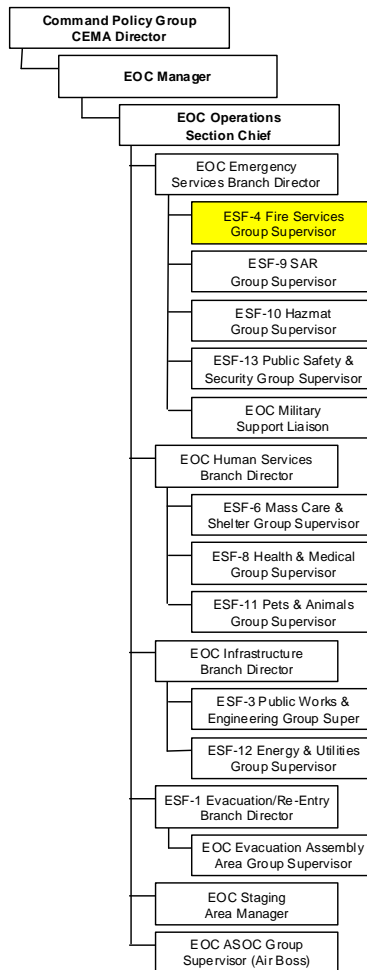 Command Policy Group
CEMA Director
EOC Manager
EOC Operations
Section Chief
EOC Emergency
Services Branch Director
ESF-4 Fire Services
Group Supervisor
ESF-9 SAR
Group Supervisor
ESF-10 Hazmat
Group Supervisor
ESF-13 Public Safety &
Security Group Supervisor
EOC Military
Support Liaison
EOC Human Services
Branch Director
ESF-6 Mass Care &
Shelter Group Supervisor
ESF-8 Health & Medical
Group Supervisor
ESF-11 Pets & Animals
Group Supervisor
EOC Infrastructure
Branch Director
ESF-3 Public Works &
Engineering Group Super
ESF-12 Energy & Utilities
Group Supervisor
ESF-1 Evacuation/Re-Entry
Branch Director
EOC Evacuation Assembly
Area Group Supervisor
EOC Staging
Area Manager
EOC ASOC Group
Supervisor (Air Boss)